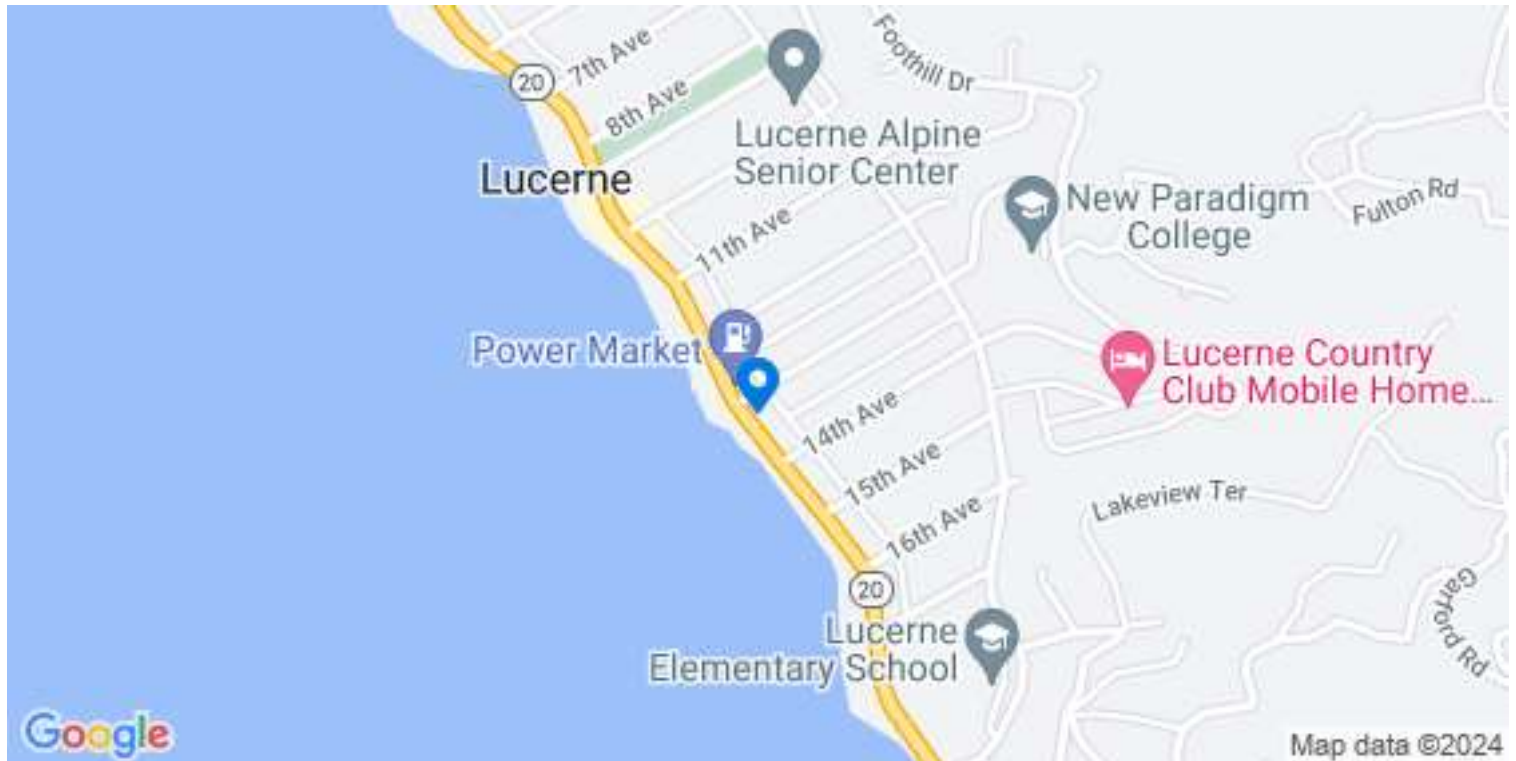 7th Ave
Foothill Dr
20
8th Ave
Lucerne Alpine
Senior Center
Lucerne
New Paradigm
College
Fulton Rd
11th Ave
Power Market
Lucerne Country
Club Mobile Home...
14th Ave
15th Ave
Lakeview Ter
16th Ave
20
Garford Rd
Lucerne
Elementary School
Google
Map data ©2024